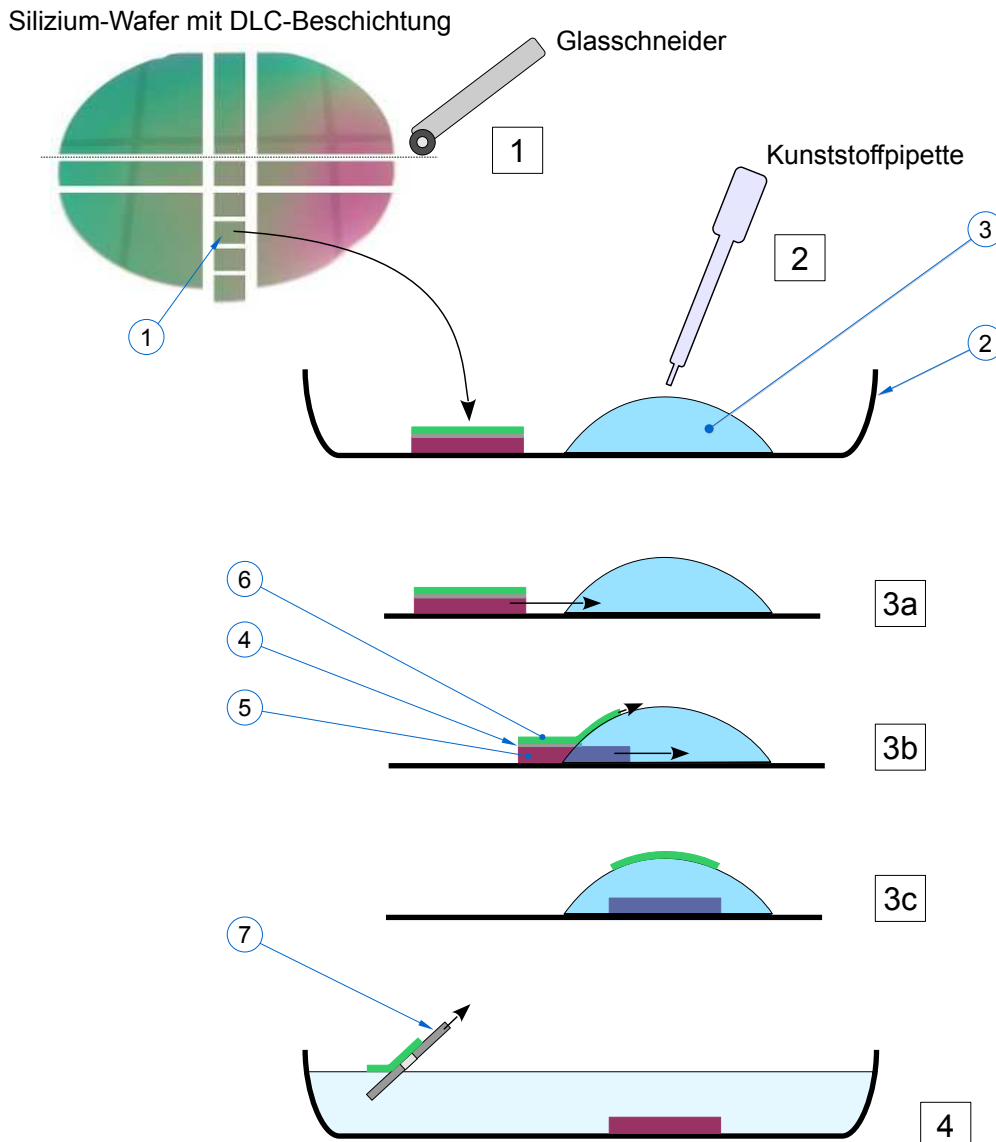 Silizium-Wafer mit DLC-Beschichtung
Glasschneider
1
Kunststoffpipette
3
2
1
2
6
3a
4
5
3b
3c
7
4